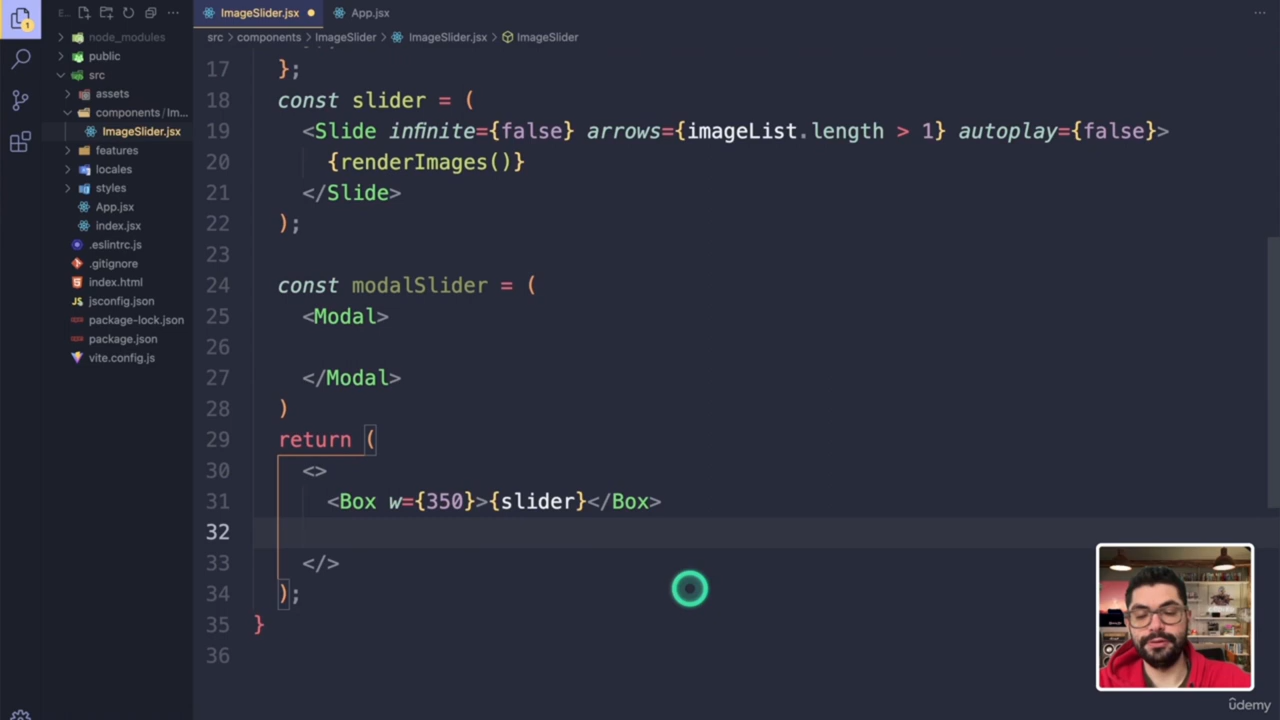 E...
ImageSlider.jsx
App.jsx
1
node_modules
public
src
assets
components / Im...
ImageSlider.jsx
features
locales
styles
App.jsx
index.jsx
.eslintrc.js
.gitignore
index.html
jsconfig.json
package-lock.json
package.json
vite.config.js
src > components > ImageSlider > ImageSlider.jsx > ImageSlider
17 };
18 const slider = (
19 <Slide infinite={false} arrows={imageList.length > 1} autoplay={false}>
20 {renderImages()}
21 </Slide>
22 );
23
24 const modalSlider = (
25 <Modal>
26
27 </Modal>
28 )
29 return (
30 <>
31 <Box w={350}>{slider}</Box>
32
33 </>
34 );
35 }
36
ûdemy